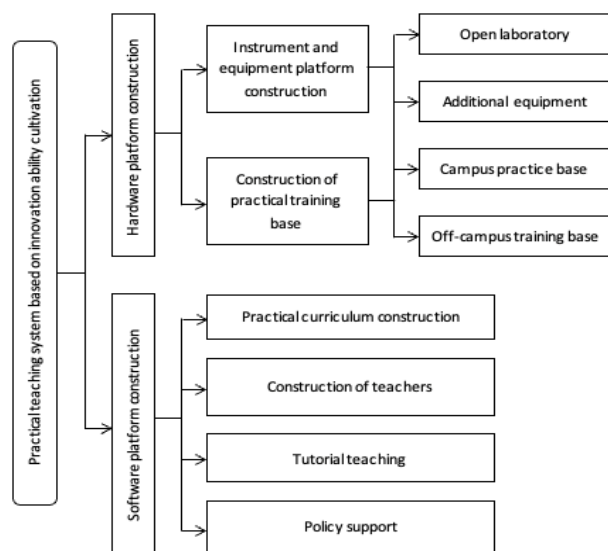 Practical teaching system based on innovation ability cultivation
Hardware platform construction
Instrument and
equipment platform
construction
Construction of
practical training
base
Open laboratory
Additional equipment
Campus practice base
Off-campus training base
Software platform construction
Practical curriculum construction
Construction of teachers
Tutorial teaching
Policy support